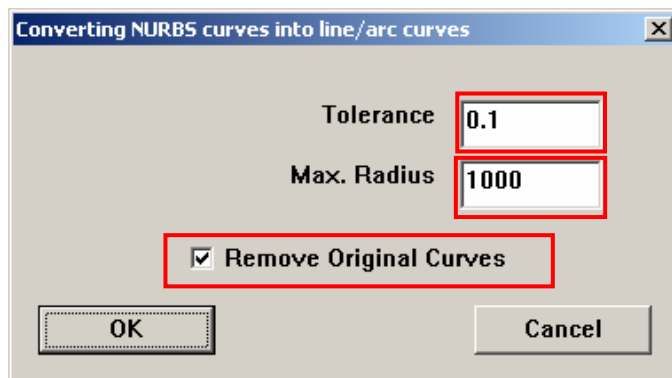 Converting NURBS curves into line/arc curves
Tolerance 0.1
Max. Radius 1000
Remove Original Curves
OK Cancel